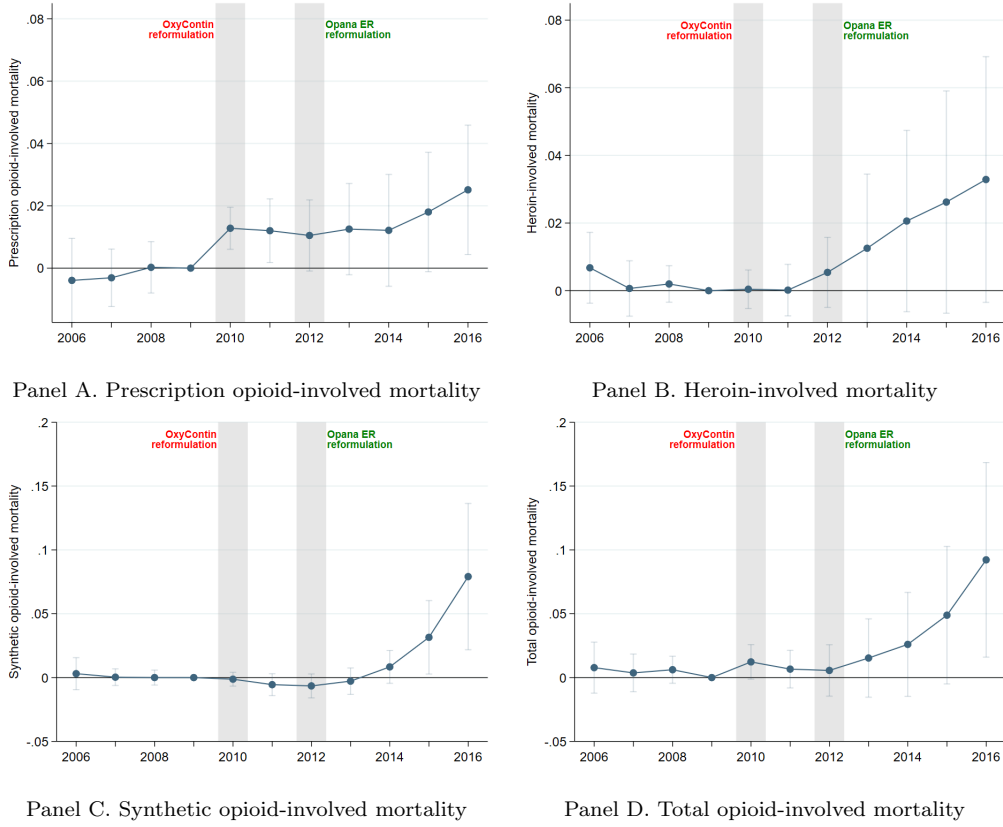 .08
.06
.04
.02
0
Prescription opioid-involved mortality
OxyContin
reformulation
Opana ER
reformulation
2006 2008 2010 2012 2014 2016
Panel A. Prescription opioid-involved mortality
.08
.06
.04
.02
0
Heroin-involved mortality
OxyContin
reformulation
Opana ER
reformulation
2006 2008 2010 2012 2014 2016
Panel B. Heroin-involved mortality
.2
.15
.1
.05
0
-.05
Synthetic opioid-involved mortality
OxyContin
reformulation
Opana ER
reformulation
2006 2008 2010 2012 2014 2016
Panel C. Synthetic opioid-involved mortality
.2
.15
.1
.05
0
-.05
Total opioid-involved mortality
OxyContin
reformulation
Opana ER
reformulation
2006 2008 2010 2012 2014 2016
Panel D. Total opioid-involved mortality